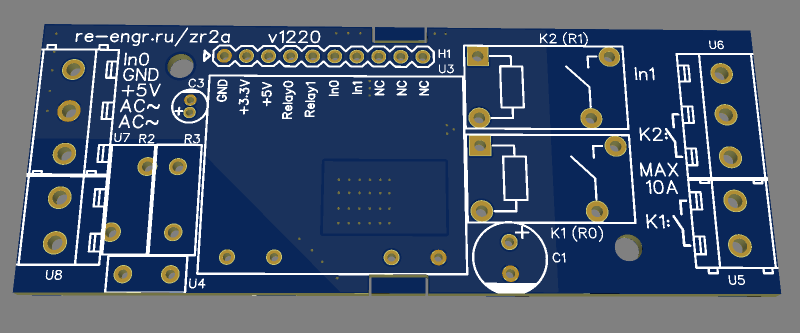 re-engr.ru/zr2a
v1220
H1
U3
K2 (R1)
U6
In0
GND
+5V
AC~
AC~
C3
+
GND
+3.3V
+5V
Relay0
Relay1
In0
In1
NC
NC
NC
In1
K2:
MAX
10A
K1:
U7
R2
R3
K1 (R0)
+
C1
U8
U4
U5